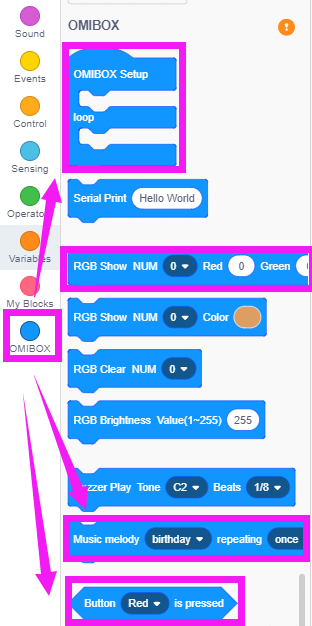 Sound
Events
Control
Sensing
Operato
Variables
My Blocks
OMIBOX
OMIBOX
!
OMIBOX Setup
loop
Serial Print Hello World
RGB Show NUM 0 Red 0 Green
RGB Show NUM 0 Color
RGB Clear NUM 0
RGB Brightness Value(1~255) 255
zzer Play Tone C2 Beats 1/8
Music melody birthday repeating once
Button Red is pressed